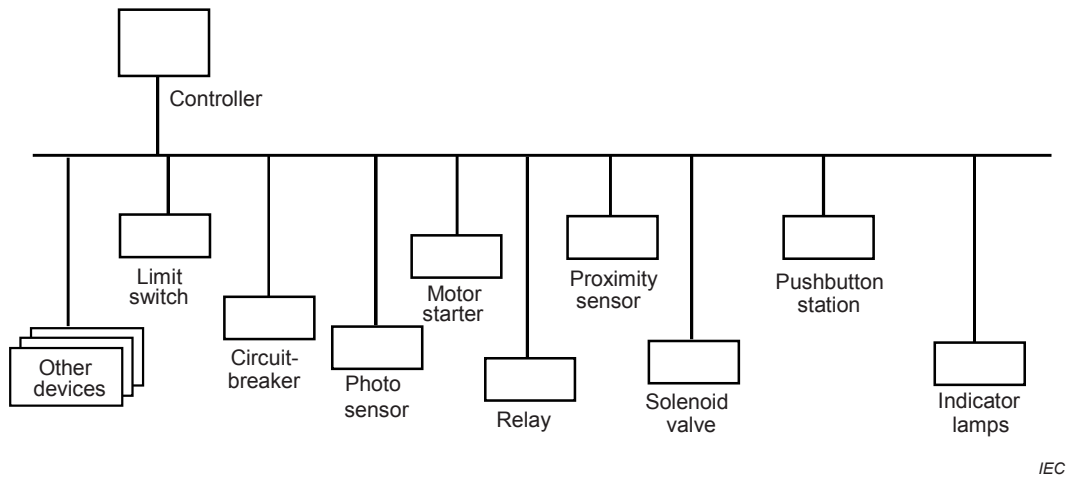 Controller
Limit
switch
Circuit-
breaker
Other
devices
Photo
sensor
Motor
starter
Relay
Proximity
sensor
Solenoid
valve
Pushbutton
station
Indicator
lamps
IEC